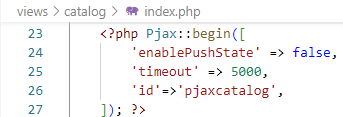 views > catalog > index.php
23 <?php Pjax::begin([
24 'enablePushState' => false,
25 'timeout' => 5000,
26 'id'=>'pjaxcatalog',
27 ]); ?>